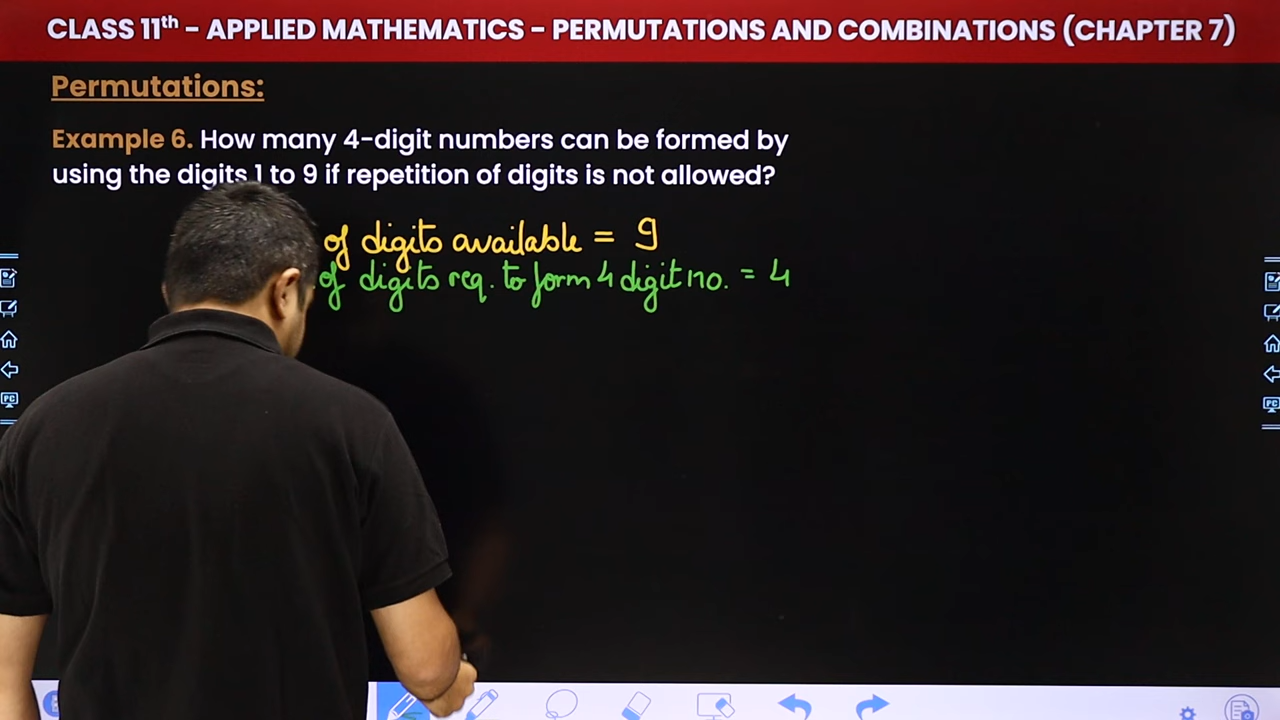 CLASS 11th - APPLIED MATHEMATICS - PERMUTATIONS AND COMBINATIONS (CHAPTER 7)
Permutations:
Example 6. How many 4-digit numbers can be formed by
using the digits 1 to 9 if repetition of digits is not allowed?
of digits available = 9
of digits req. to form 4 digit no. = 4
PC
PC